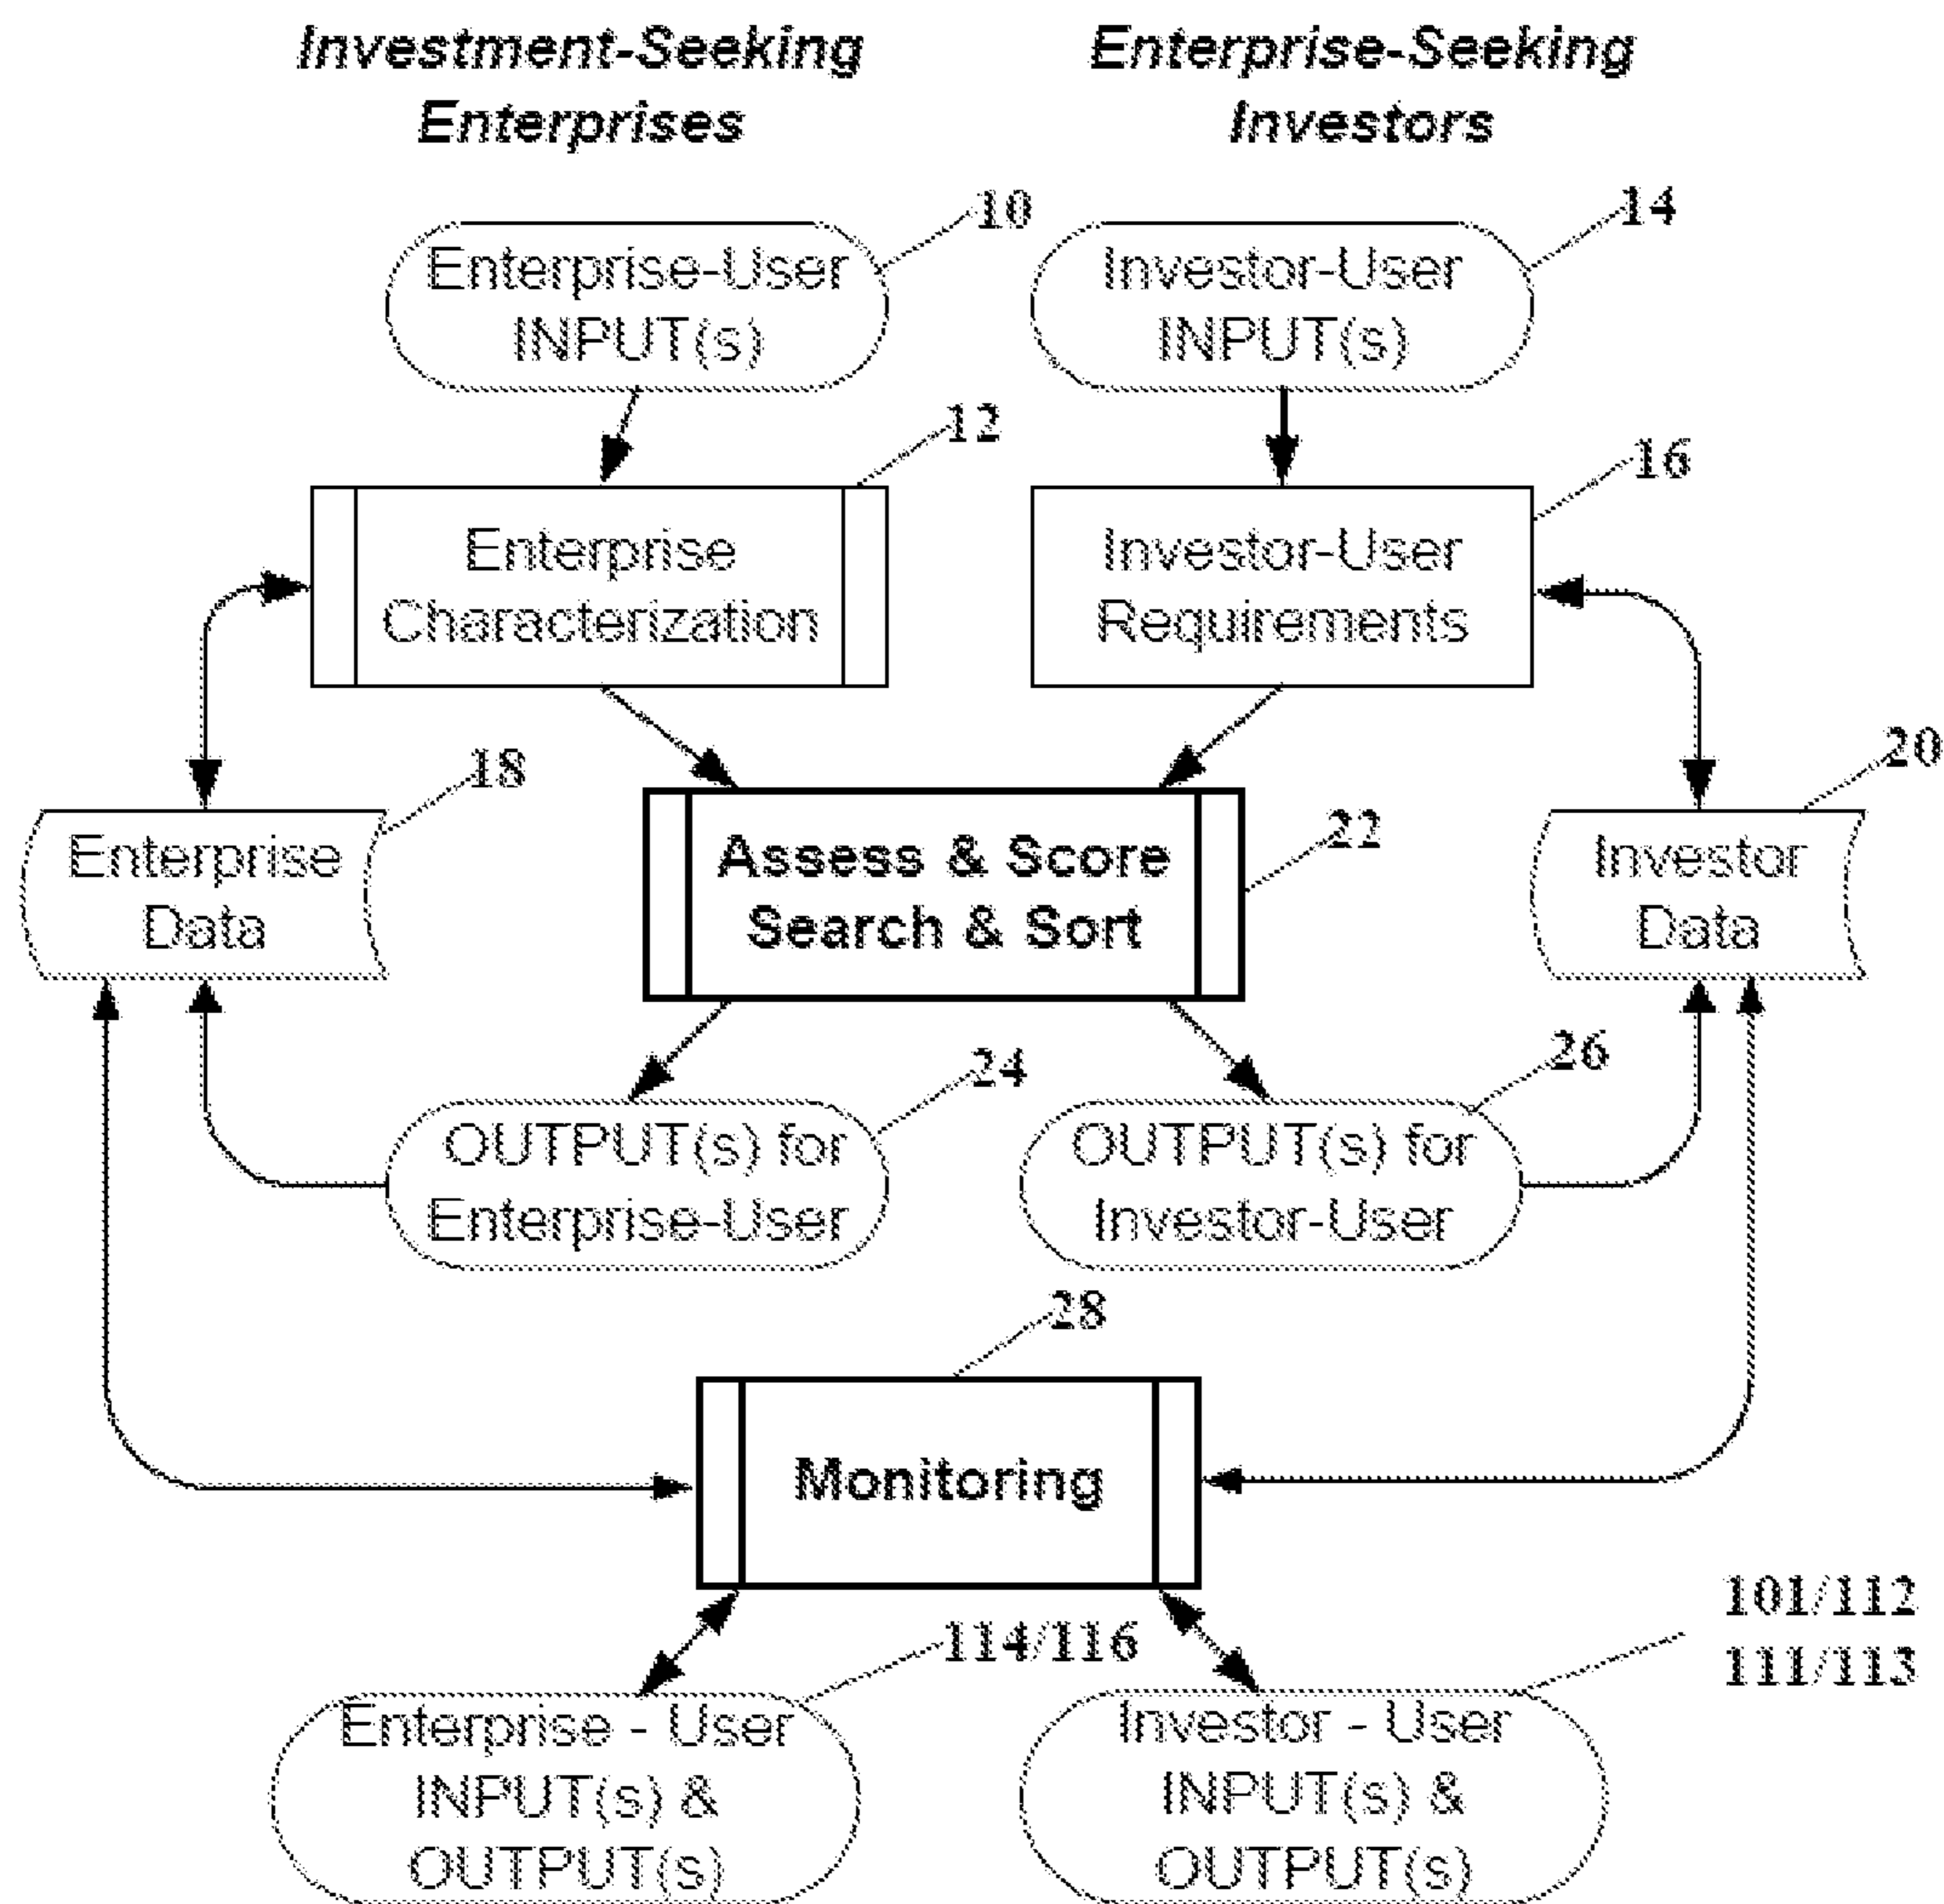 Investment-Seeking
Enterprises
Enterprise-Seeking
Investors
10
Enterprise-User
INPUT(s)
14
Investor-User
INPUT(s)
12
Enterprise
Characterization
16
Investor-User
Requirements
18
Enterprise
Data
22
Assess & Score
Search & Sort
20
Investor
Data
24
OUTPUT(s) for
Enterprise-User
26
OUTPUT(s) for
Investor-User
28
Monitoring
114/116
Enterprise - User
INPUT(s) &
OUTPUT(s)
101/112
111/113
Investor - User
INPUT(s) &
OUTPUT(s)